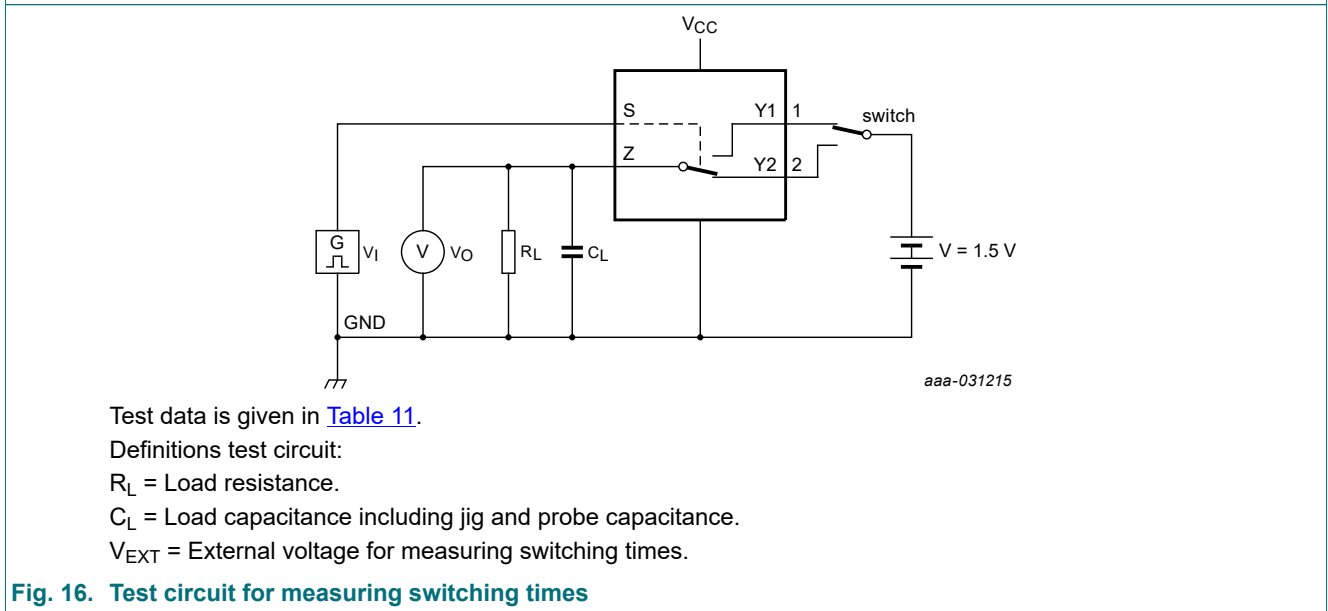 VCC
S
Z
Y1 1
Y2 2
switch
G
VI
V
VO
RL
CL
V = 1.5 V
GND
aaa-031215
Test data is given in Table 11.
Definitions test circuit:
RL = Load resistance.
CL = Load capacitance including jig and probe capacitance.
VEXT = External voltage for measuring switching times.
Fig. 16. Test circuit for measuring switching times